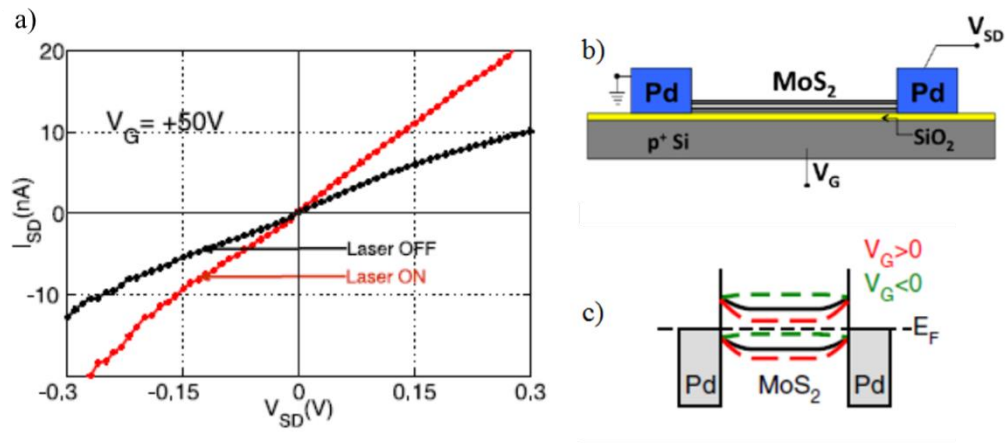 a)
20
10
0
-10
I_SD(nA)
V_G= +50V
Laser OFF
Laser ON
-0.3 -0.15 0 0.15 0.3
V_SD(V)
b)
V_SD
Pd MoS₂ Pd
p⁺ Si SiO₂
V_G
V_G>0
V_G<0
c)
E_F
Pd MoS₂ Pd